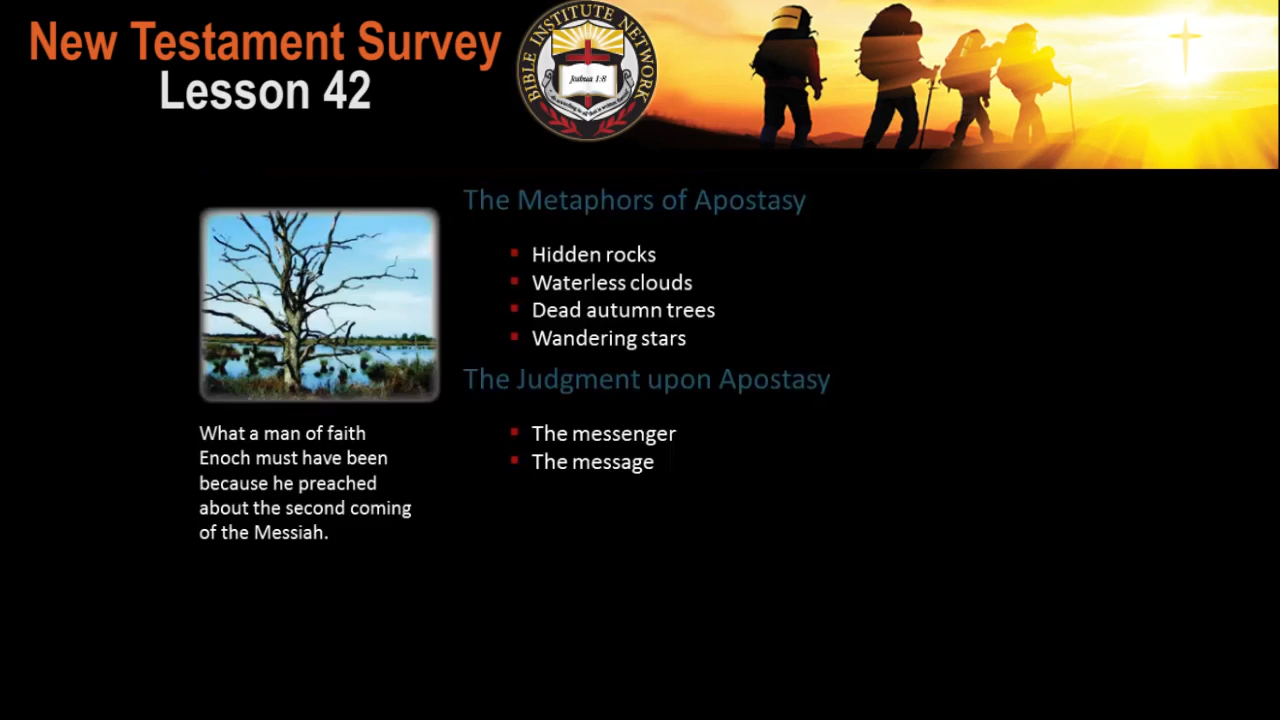 New Testament Survey
Lesson 42
BIBLE INSTITUTE NETWORK
Joshua 1:8
The Metaphors of Apostasy
Hidden rocks
Waterless clouds
Dead autumn trees
Wandering stars
The Judgment upon Apostasy
The messenger
The message
What a man of faith
Enoch must have been
because he preached
about the second coming
of the Messiah.